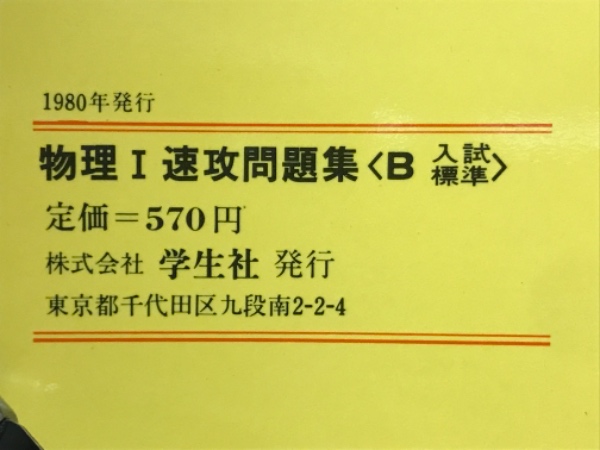 1980年発行
物理Ⅰ速攻問題集〈B 入試標準〉
定価=570円
株式会社 学生社 発行
東京都千代田区九段南2-2-4